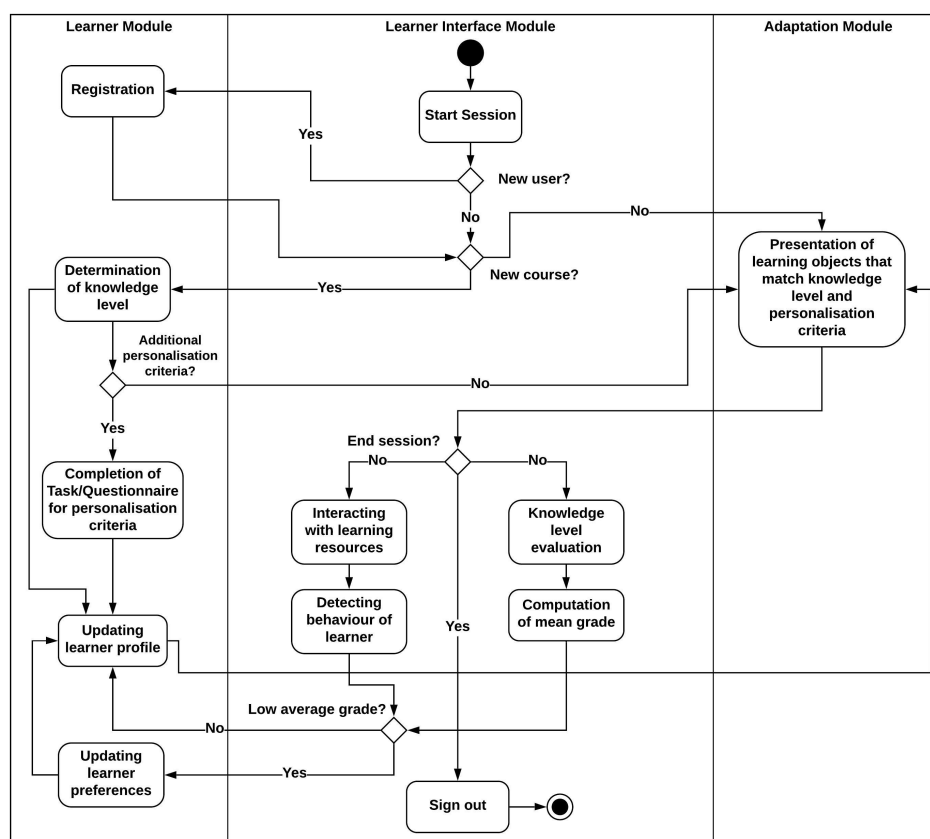 Learner Module
Learner Interface Module
Adaptation Module
Registration
Start Session
Yes
New user?
No
No
New course?
Presentation of
learning objects that
match knowledge
level and
personalisation
criteria
Determination
of knowledge
level
Yes
Additional
personalisation
criteria?
No
Yes
End session?
No
No
Completion of
Task/Questionnaire
for personalisation
criteria
Interacting
with learning
resources
Knowledge
level
evaluation
Detecting
behaviour of
learner
Computation
of mean grade
Yes
Updating
learner profile
Low average grade?
No
Updating
learner
preferences
Yes
Sign out